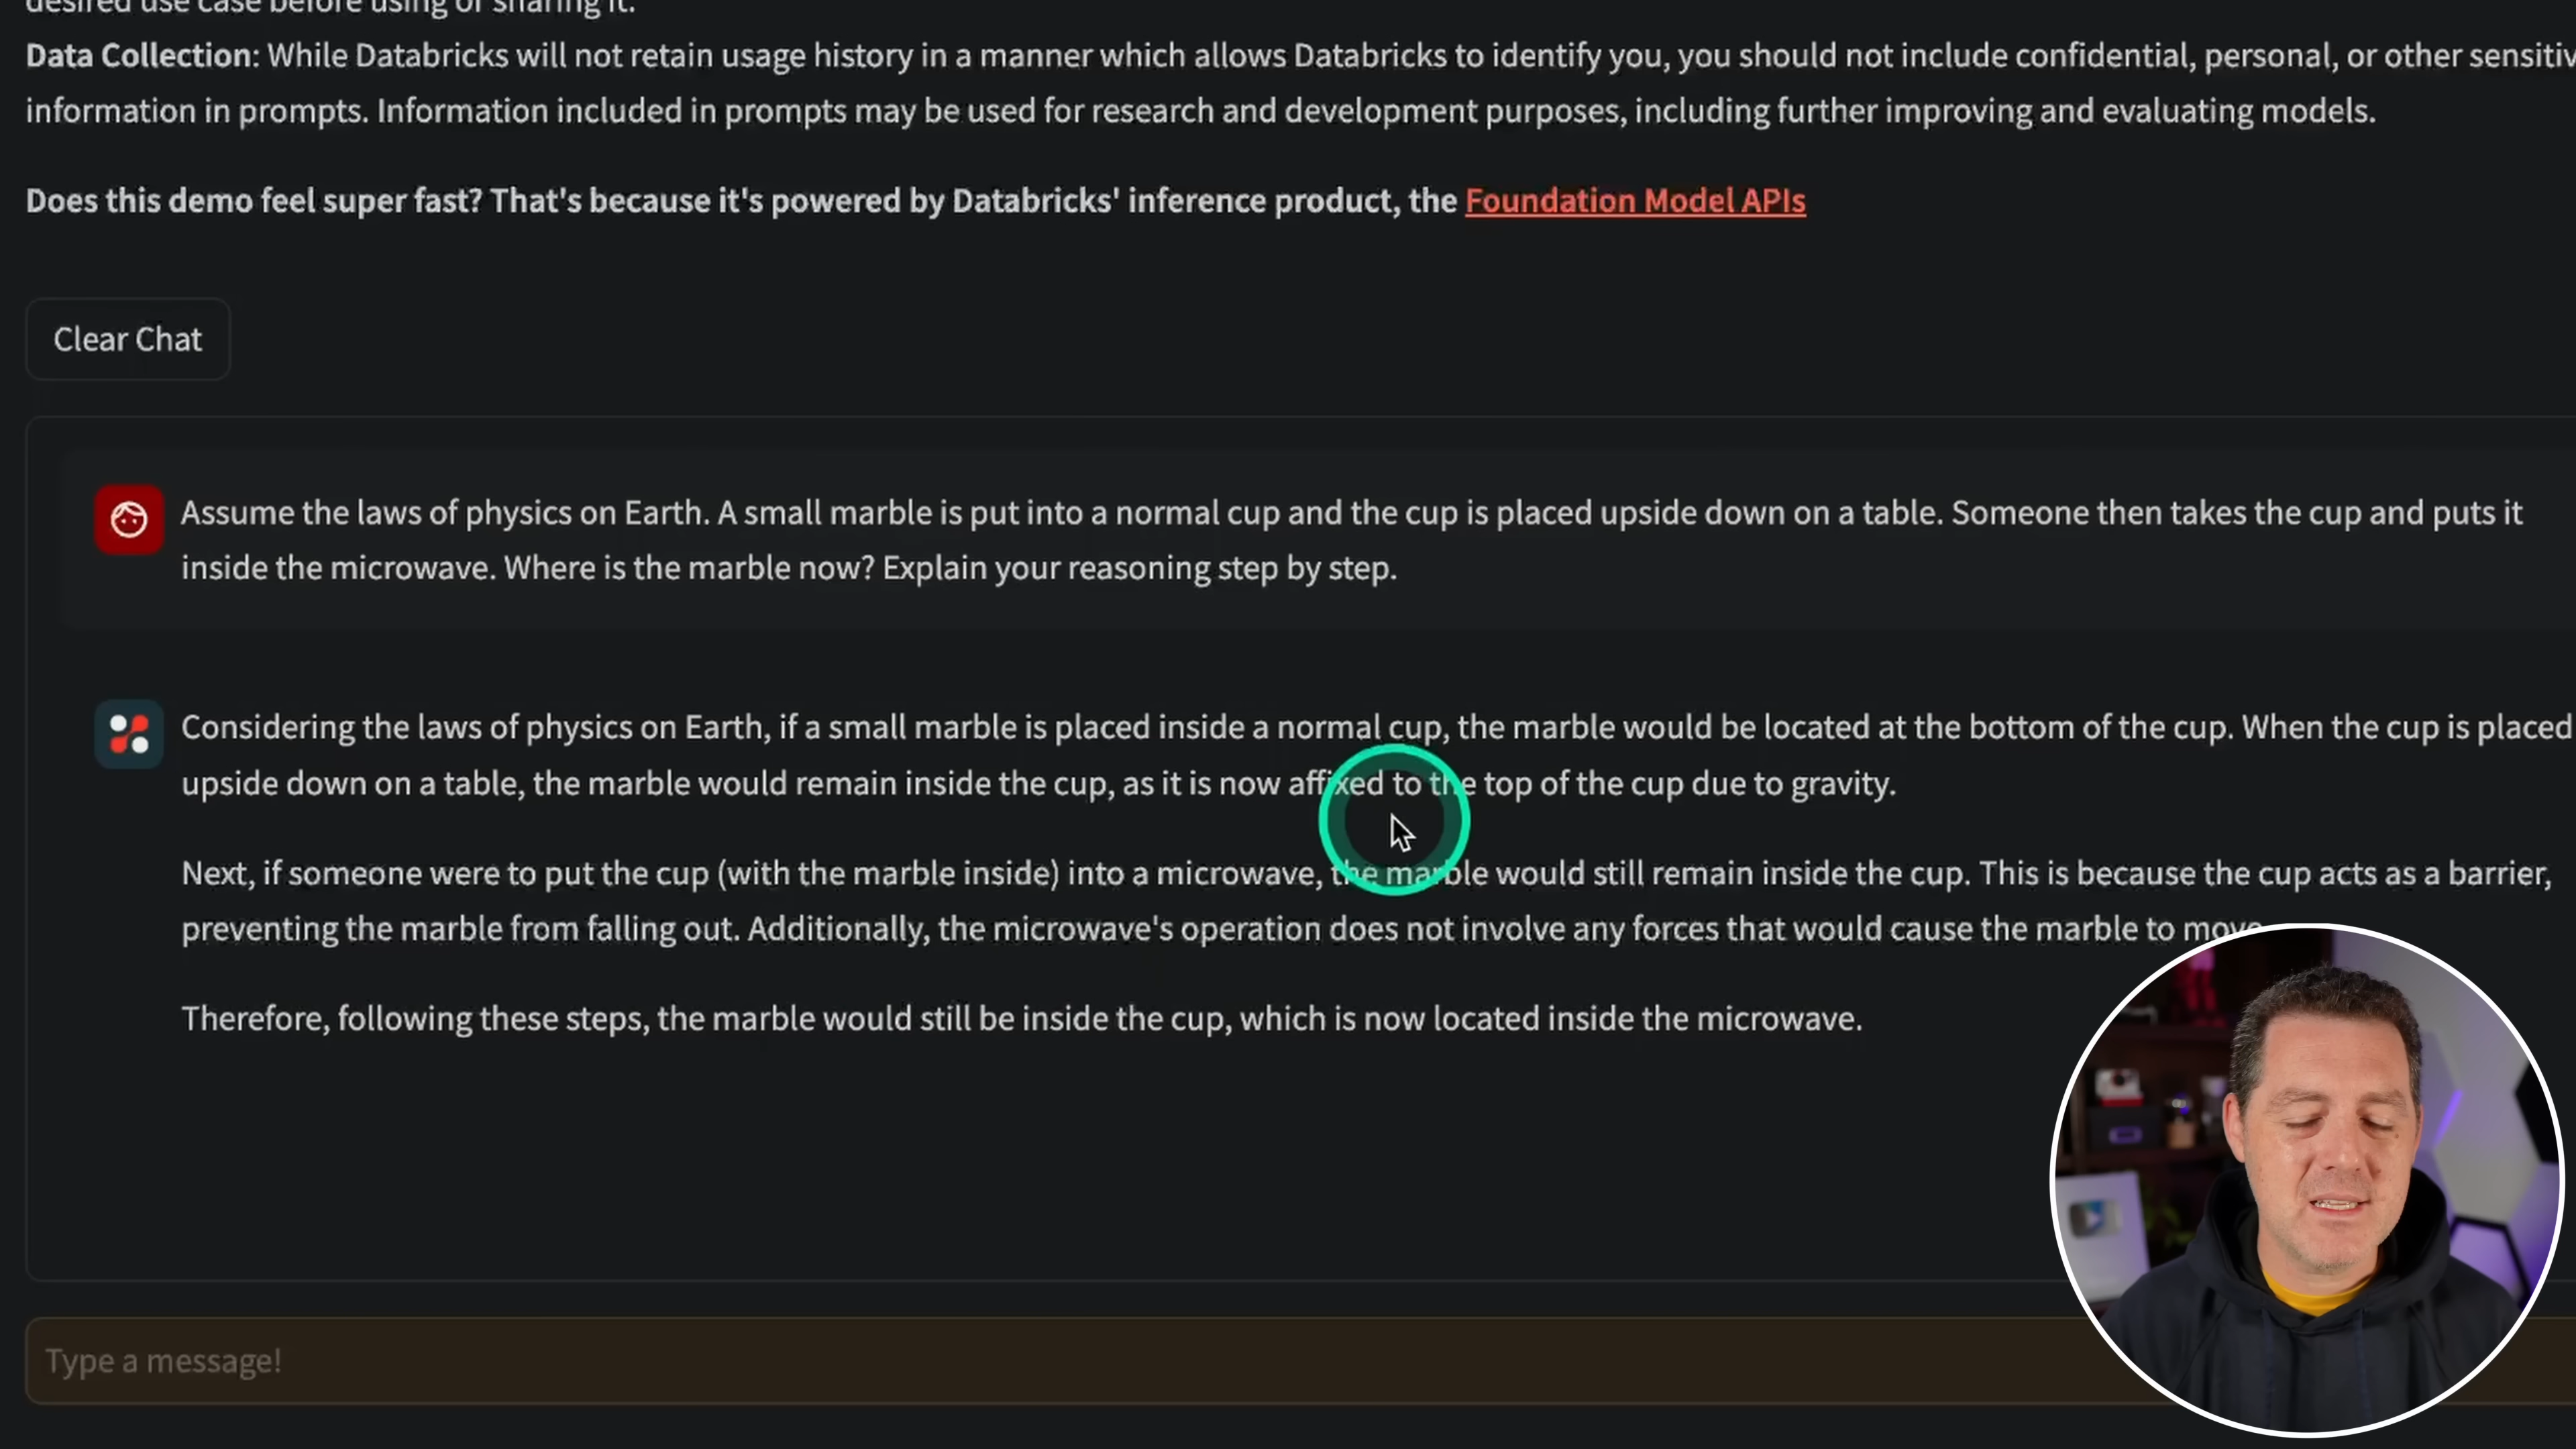 desired use case before using or sharing it.
Data Collection: While Databricks will not retain usage history in a manner which allows Databricks to identify you, you should not include confidential, personal, or other sensitiv
information in prompts. Information included in prompts may be used for research and development purposes, including further improving and evaluating models.
Does this demo feel super fast? That's because it's powered by Databricks' inference product, the Foundation Model APIs
Clear Chat
Assume the laws of physics on Earth. A small marble is put into a normal cup and the cup is placed upside down on a table. Someone then takes the cup and puts it
inside the microwave. Where is the marble now? Explain your reasoning step by step.
Considering the laws of physics on Earth, if a small marble is placed inside a normal cup, the marble would be located at the bottom of the cup. When the cup is placed
upside down on a table, the marble would remain inside the cup, as it is now affixed to the top of the cup due to gravity.
Next, if someone were to put the cup (with the marble inside) into a microwave, the marble would still remain inside the cup. This is because the cup acts as a barrier,
preventing the marble from falling out. Additionally, the microwave's operation does not involve any forces that would cause the marble to move
Therefore, following these steps, the marble would still be inside the cup, which is now located inside the microwave.
Type a message!